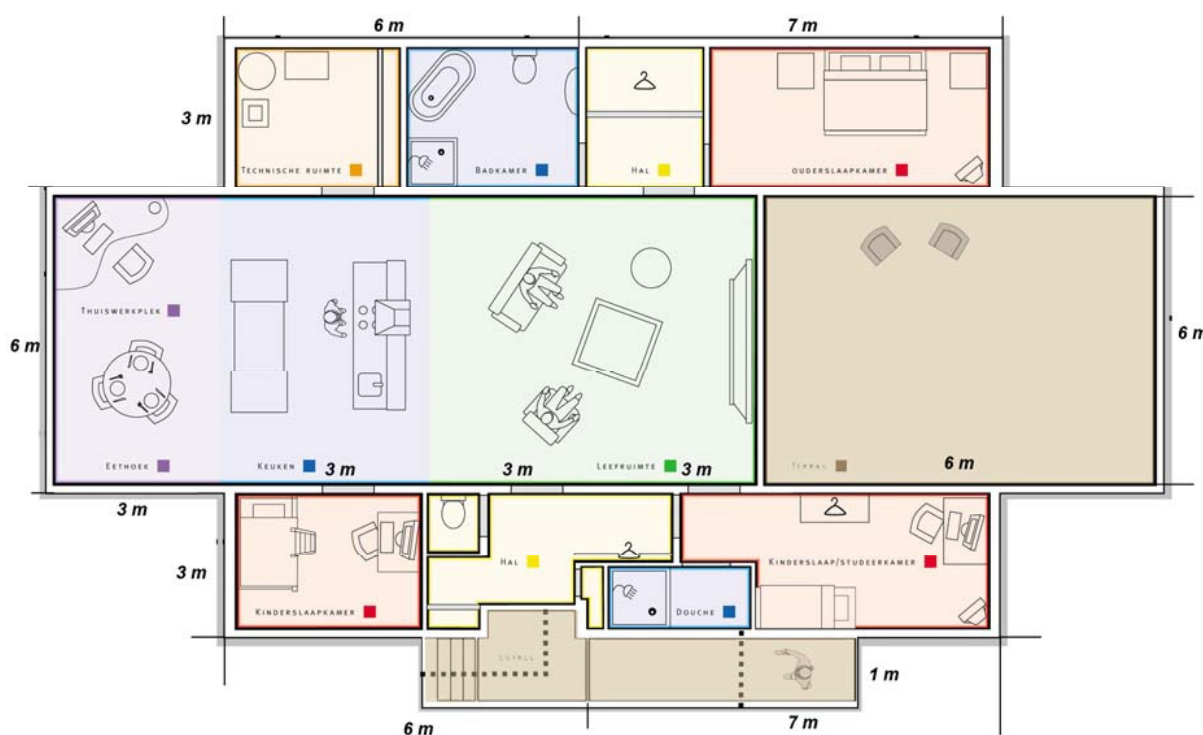 6 m
7 m
3 m
TECHNISCHE RUIMTE
BADKAMER
HAL
OUDERSLAAPKAMER
THUISWERKPLEK
6 m
6 m
EETHOEK
KEUKEN
3 m
3 m
LEEFRUIMTE
3 m
TERRAS
6 m
3 m
3 m
KINDERSLAAPKAMER
HAL
DOUCHE
KINDERSLAAP/STUDEERKAMER
1 m
6 m
7 m